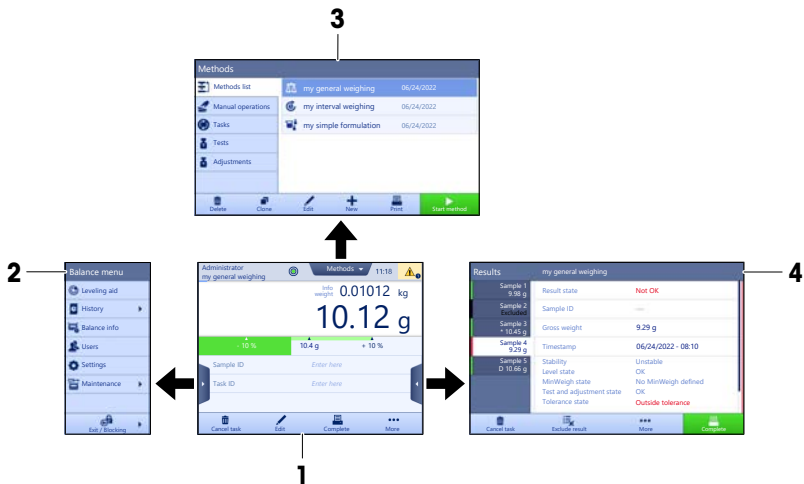 3
Methods
Methods list
my general weighing 06/24/2022
Manual operations
my interval weighing 06/24/2022
Tasks
my simple formulation 06/24/2022
Tests
Adjustments
Delete Clone Edit New Print Start method
2
Balance menu
Leveling aid
History
Balance info
Users
Settings
Maintenance
Exit / Blocking
Administrator
my general weighing
Methods 11:18
Info
weight 0.01012 kg
10.12 g
- 10 % 10.4 g + 10 %
Sample ID Enter here
Task ID Enter here
Cancel task Edit Complete More
1
4
Results my general weighing
Sample 1
9.98 g
Sample 2
Excluded
Sample 3
* 10.45 g
Sample 4
9.29 g
Sample 5
D 10.66 g
Result state Not OK
Sample ID ---
Gross weight 9.29 g
Timestamp 06/24/2022 - 08:10
Stability Unstable
Level state OK
MinWeigh state No MinWeigh defined
Test and adjustment state OK
Tolerance state Outside tolerance
Cancel task Exclude result More Complete